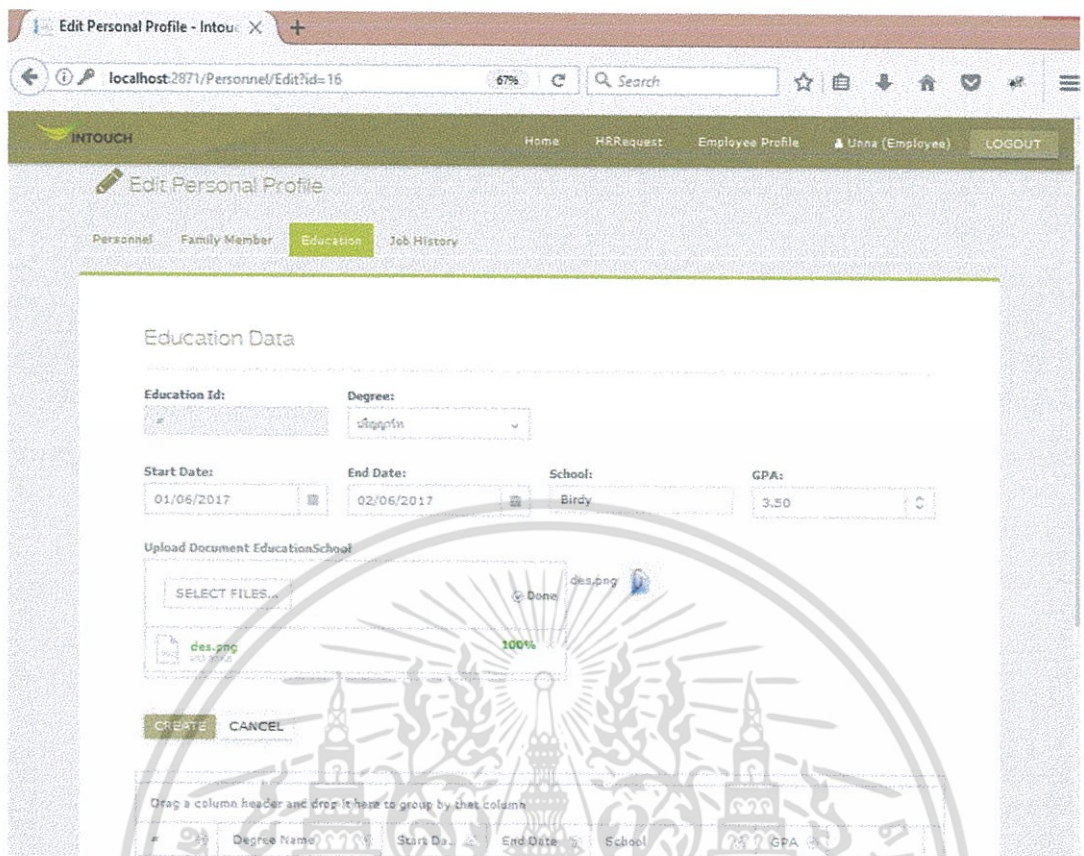 Edit Personal Profile - Intou
localhost:2871/Personnel/Edit?id=16 67% Search
INTOUCH Home HRRequest Employee Profile Unna (Employee) LOGOUT
Edit Personal Profile
Personnel Family Member Education Job History
Education Data
Education Id: Degree:
# ปริญญาโท
Start Date: End Date: School: GPA:
01/06/2017 02/06/2017 Birdy 3.50
Upload Document EducationSchool
SELECT FILES... Done des.png
des.png 100%
CREATE CANCEL
Drag a column header and drop it here to group by that column
# Degree Name Start Da... End Date School GPA